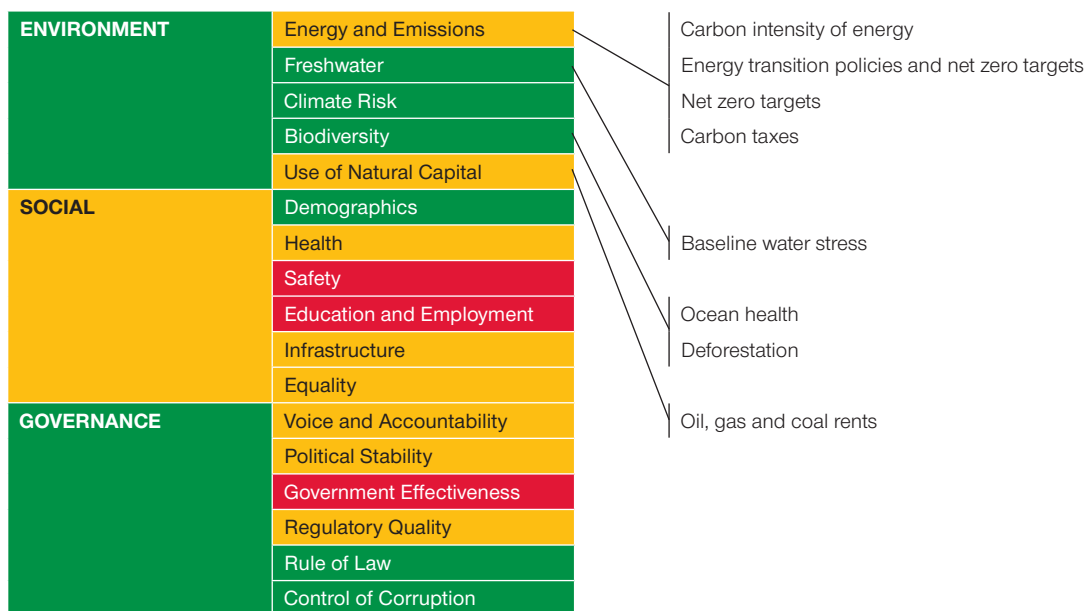 ENVIRONMENT
Energy and Emissions
Freshwater
Climate Risk
Biodiversity
Use of Natural Capital
SOCIAL
Demographics
Health
Safety
Education and Employment
Infrastructure
Equality
GOVERNANCE
Voice and Accountability
Political Stability
Government Effectiveness
Regulatory Quality
Rule of Law
Control of Corruption
Carbon intensity of energy
Energy transition policies and net zero targets
Net zero targets
Carbon taxes
Baseline water stress
Ocean health
Deforestation
Oil, gas and coal rents